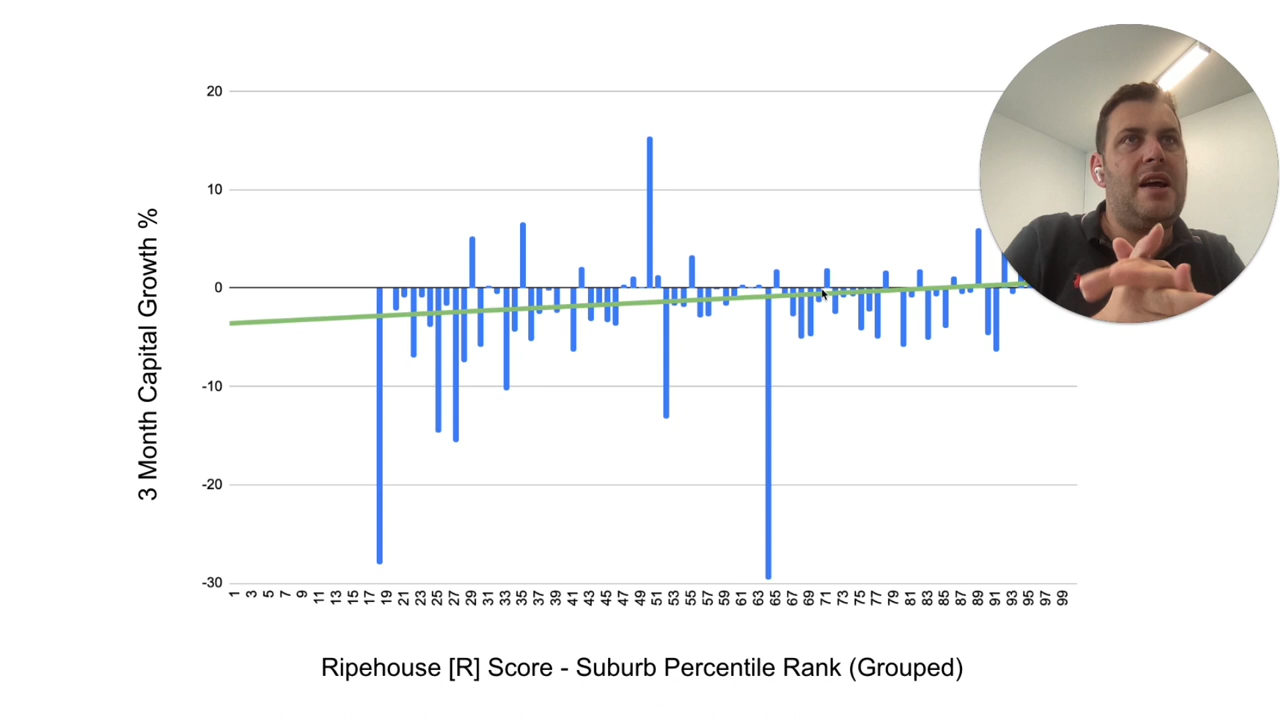 20
10
0
-10
-20
-30
3 Month Capital Growth %
1 3 5 7 9 11 13 15 17 19 21 23 25 27 29 31 33 35 37 39 41 43 45 47 49 51 53 55 57 59 61 63 65 67 69 71 73 75 77 79 81 83 85 87 89 91 93 95 97 99
Ripehouse [R] Score - Suburb Percentile Rank (Grouped)